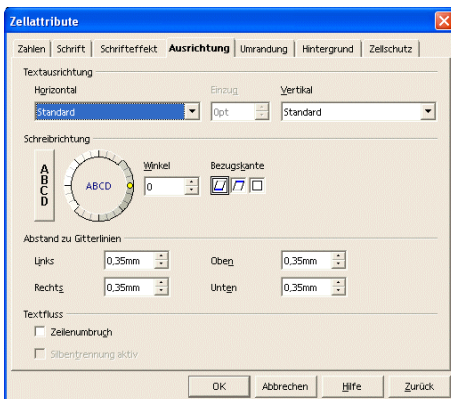 Zellattribute
Zahlen Schrift Schrifteffekt Ausrichtung Umrandung Hintergrund Zellschutz
Textausrichtung
Horizontal Einzug Vertikal
Standard 0pt Standard
Schreibrichtung
ABCD ABCD Winkel Bezugskante
0
Abstand zu Gitterlinien
Links 0,35mm Oben 0,35mm
Rechts 0,35mm Unten 0,35mm
Textfluss
Zeilenumbruch
Silbentrennung aktiv
OK Abbrechen Hilfe Zurück